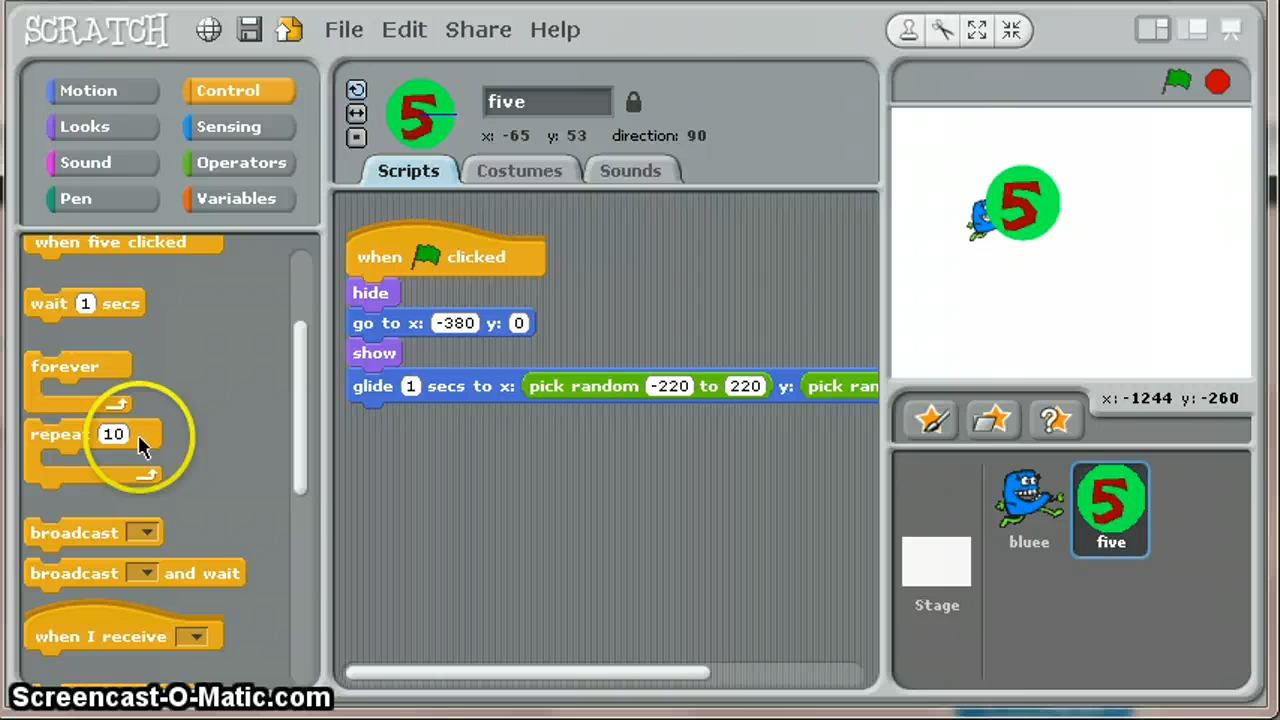 SCRATCH File Edit Share Help
Motion Control
Looks Sensing
Sound Operators
Pen Variables
when five clicked
wait 1 secs
forever
repeat 10
broadcast
broadcast and wait
when I receive
5 five
x: -65 y: 53 direction: 90
Scripts Costumes Sounds
when clicked
hide
go to x: -380 y: 0
show
glide 1 secs to x: pick random -220 to 220 y: pick ran
5
x: -1244 y: -260
?
5
bluee five
Stage
Screencast-O-Matic.com